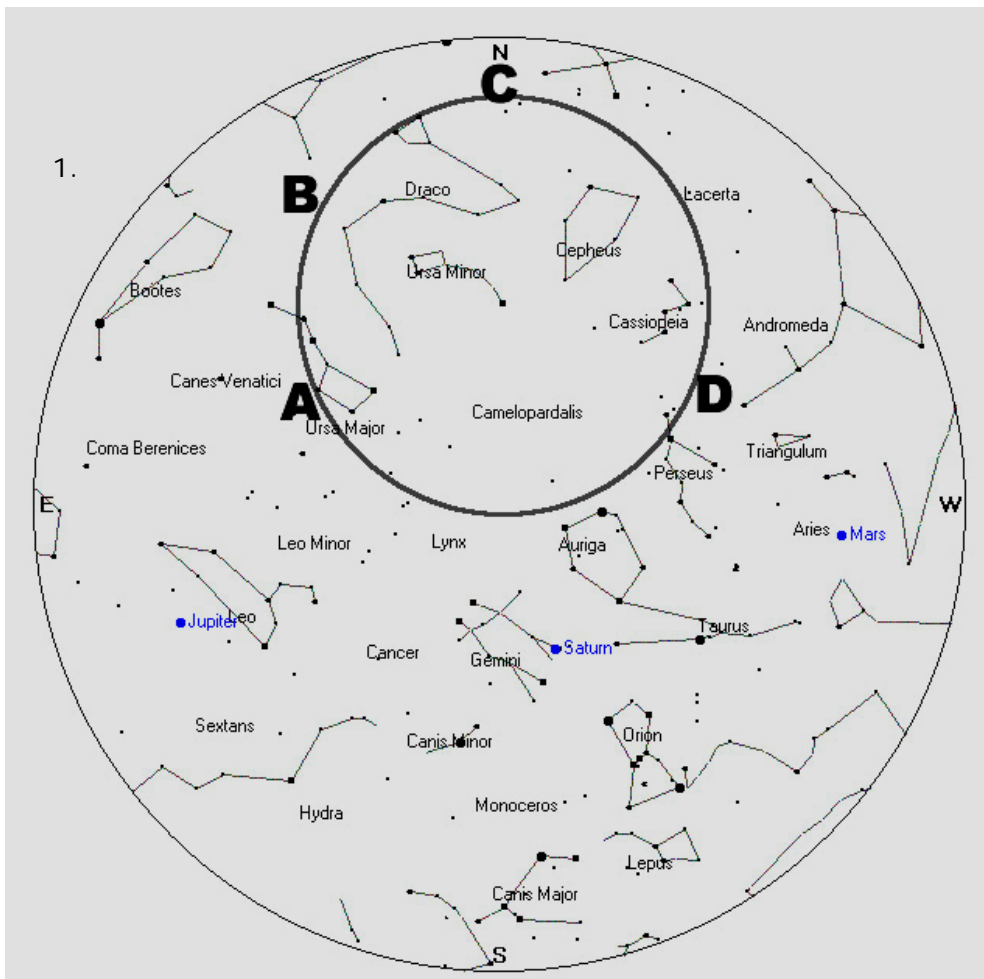 N
C
1.
B
Draco
Lacerta
Cepheus
Ursa Minor
Bootes
Cassiopeia
Andromeda
Canes Venatici
A
D
Camelopardalis
Ursa Major
Coma Berenices
Triangulum
Perseus
E
W
Aries
Mars
Leo Minor
Lynx
Auriga
Jupiter
Leo
Taurus
Cancer
Gemini
Saturn
Sextans
Canis Minor
Orion
Hydra
Monoceros
Lepus
Canis Major
S